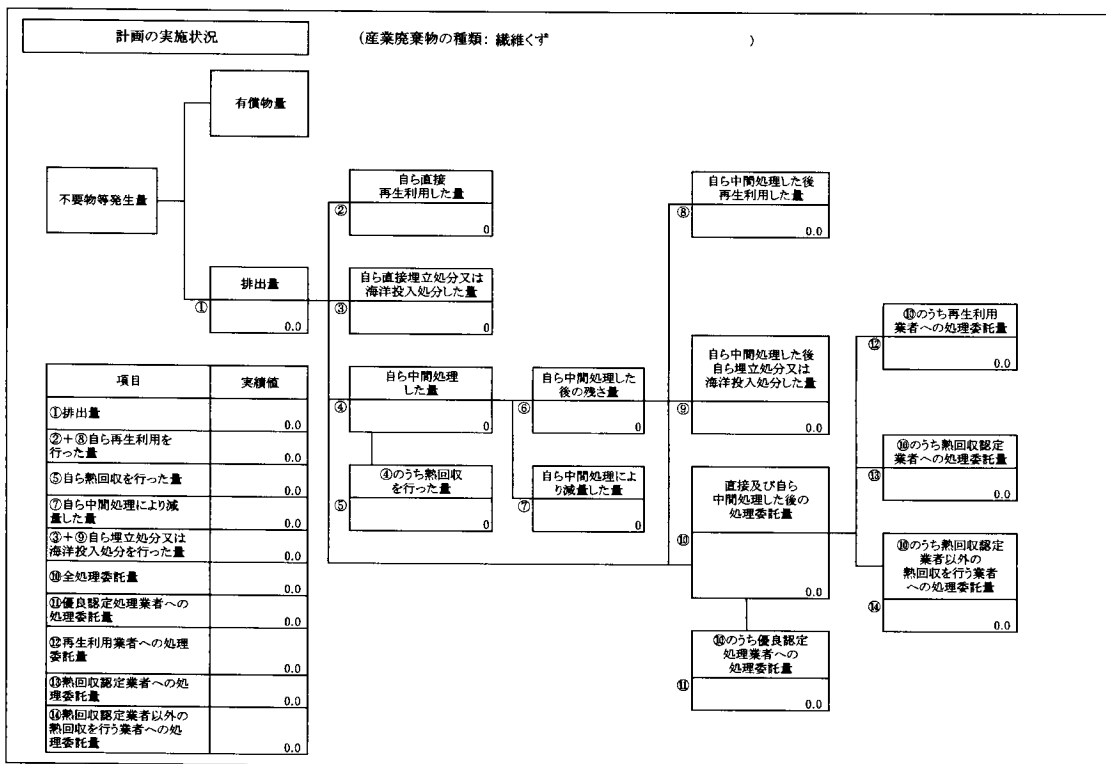 計画の実施状況
(産業廃棄物の種類: 繊維くず )
有償物量
不要物等発生量
排出量
①
0.0
自ら直接
再生利用した量
②
0
自ら直接埋立処分又は
海洋投入処分した量
③
0
自ら中間処理
した量
④
0
④のうち熱回収
を行った量
⑤
0
自ら中間処理した
後の残さ量
⑥
0
自ら中間処理によ
り減量した量
⑦
0
自ら中間処理した後
再生利用した量
⑧
0.0
自ら中間処理した後
自ら埋立処分又は
海洋投入処分した量
⑨
0.0
直接及び自ら
中間処理した後の
処理委託量
⑩
0.0
⑩のうち優良認定
処理業者への
処理委託量
⑪
0.0
⑩のうち再生利用
業者への処理委託量
⑫
0.0
⑩のうち熱回収認定
業者への処理委託量
⑬
0.0
⑩のうち熱回収認定
業者以外の
熱回収を行う業者
への処理委託量
⑭
0.0
項目 実績値
①排出量
0.0
②+⑧自ら再生利用を
行った量 0.0
⑤自ら熱回収を行った量
0.0
⑦自ら中間処理により減
量した量 0.0
③+⑨自ら埋立処分又は
海洋投入処分を行った量 0.0
⑩全処理委託量
0.0
⑪優良認定処理業者への
処理委託量 0.0
⑫再生利用業者への処理
委託量
0.0
⑬熱回収認定業者への処
理委託量 0.0
⑭熱回収認定業者以外の
熱回収を行う業者への処
理委託量 0.0